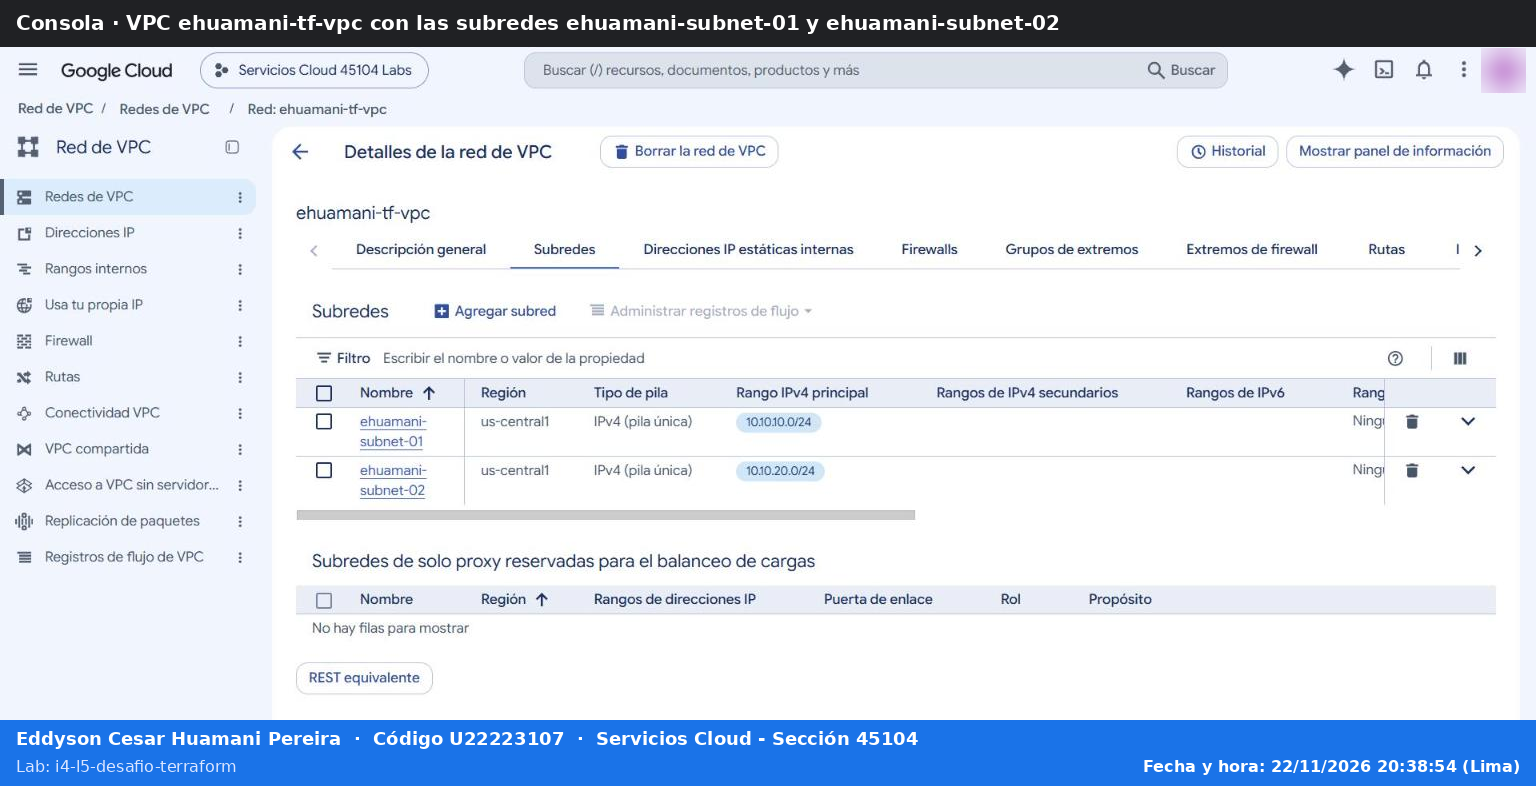 Consola · VPC ehuamani-tf-vpc con las subredes ehuamani-subnet-01 y ehuamani-subnet-02
Google Cloud
Servicios Cloud 45104 Labs
Buscar (/) recursos, documentos, productos y más
Buscar
Red de VPC / Redes de VPC / Red: ehuamani-tf-vpc
Red de VPC
Redes de VPC
Direcciones IP
Rangos internos
Usa tu propia IP
Firewall
Rutas
Conectividad VPC
VPC compartida
Acceso a VPC sin servidor...
Replicación de paquetes
Registros de flujo de VPC
Detalles de la red de VPC
Borrar la red de VPC
Historial
Mostrar panel de información
ehuamani-tf-vpc
Descripción general Subredes Direcciones IP estáticas internas Firewalls Grupos de extremos Extremos de firewall Rutas
Subredes
Agregar subred
Administrar registros de flujo
Filtro Escribir el nombre o valor de la propiedad
Nombre Región Tipo de pila Rango IPv4 principal Rangos de IPv4 secundarios Rangos de IPv6 Rang
ehuamani-subnet-01 us-central1 IPv4 (pila única) 10.10.10.0/24 Ningu
ehuamani-subnet-02 us-central1 IPv4 (pila única) 10.10.20.0/24 Ningu
Subredes de solo proxy reservadas para el balanceo de cargas
Nombre Región Rangos de direcciones IP Puerta de enlace Rol Propósito
No hay filas para mostrar
REST equivalente
Eddyson Cesar Huamani Pereira · Código U22223107 · Servicios Cloud - Sección 45104
Lab: i4-l5-desafio-terraform
Fecha y hora: 22/11/2026 20:38:54 (Lima)